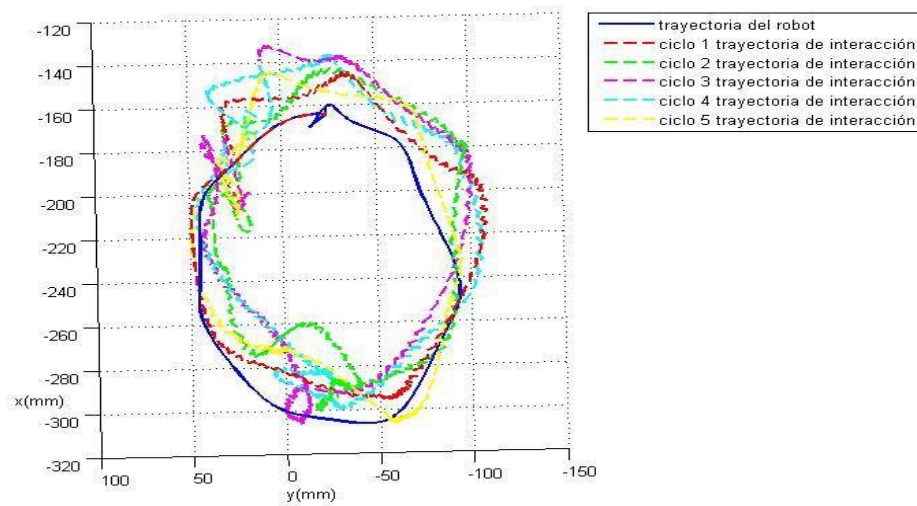 -120
-140
-160
-180
-200
-220
-240
-260
-280
x(mm)
-300
-320
100
50
0
-50
-100
-150
y(mm)
trayectoria del robot
ciclo 1 trayectoria de interacción
ciclo 2 trayectoria de interacción
ciclo 3 trayectoria de interacción
ciclo 4 trayectoria de interacción
ciclo 5 trayectoria de interacción